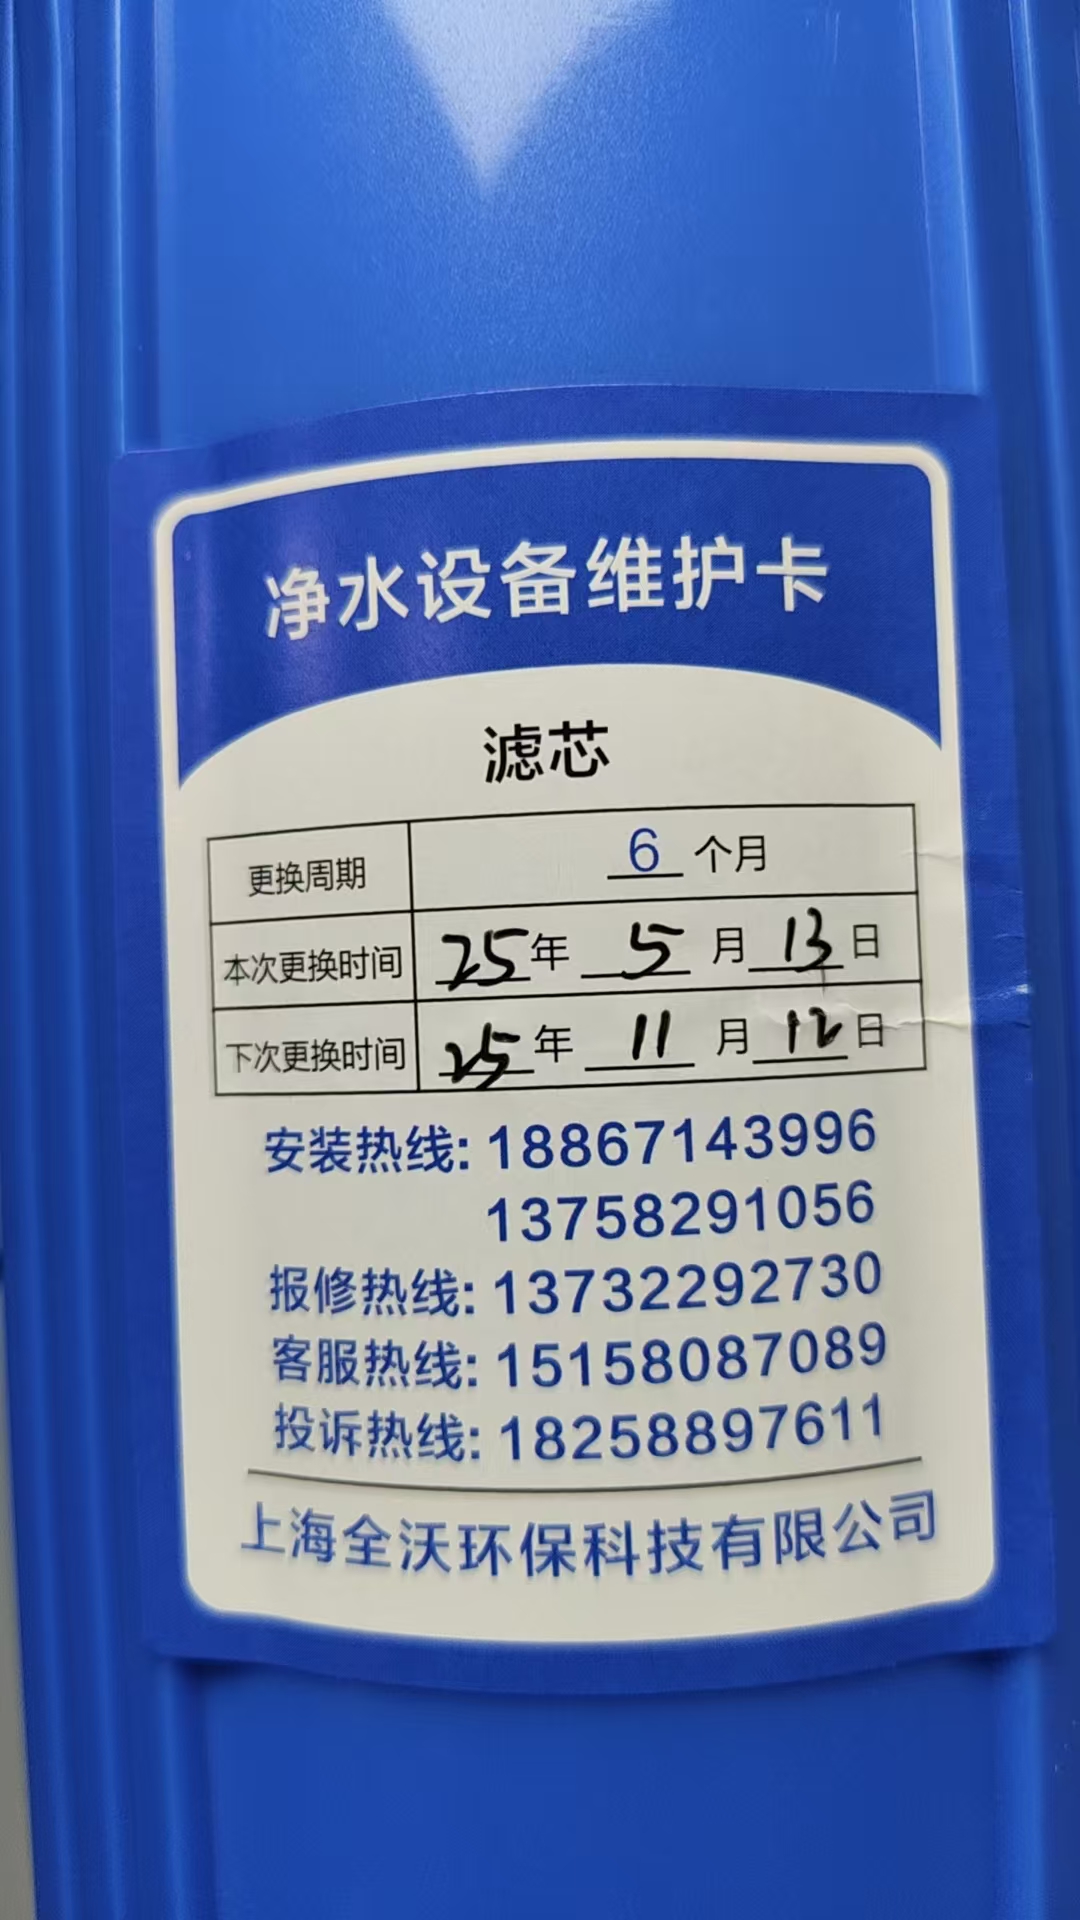 净水设备维护卡
滤芯
更换周期 6 个月
本次更换时间 25年 5 月 13 日
下次更换时间 25年 11 月 12 日
安装热线: 18867143996
13758291056
报修热线: 13732292730
客服热线: 15158087089
投诉热线: 18258897611
上海全沃环保科技有限公司